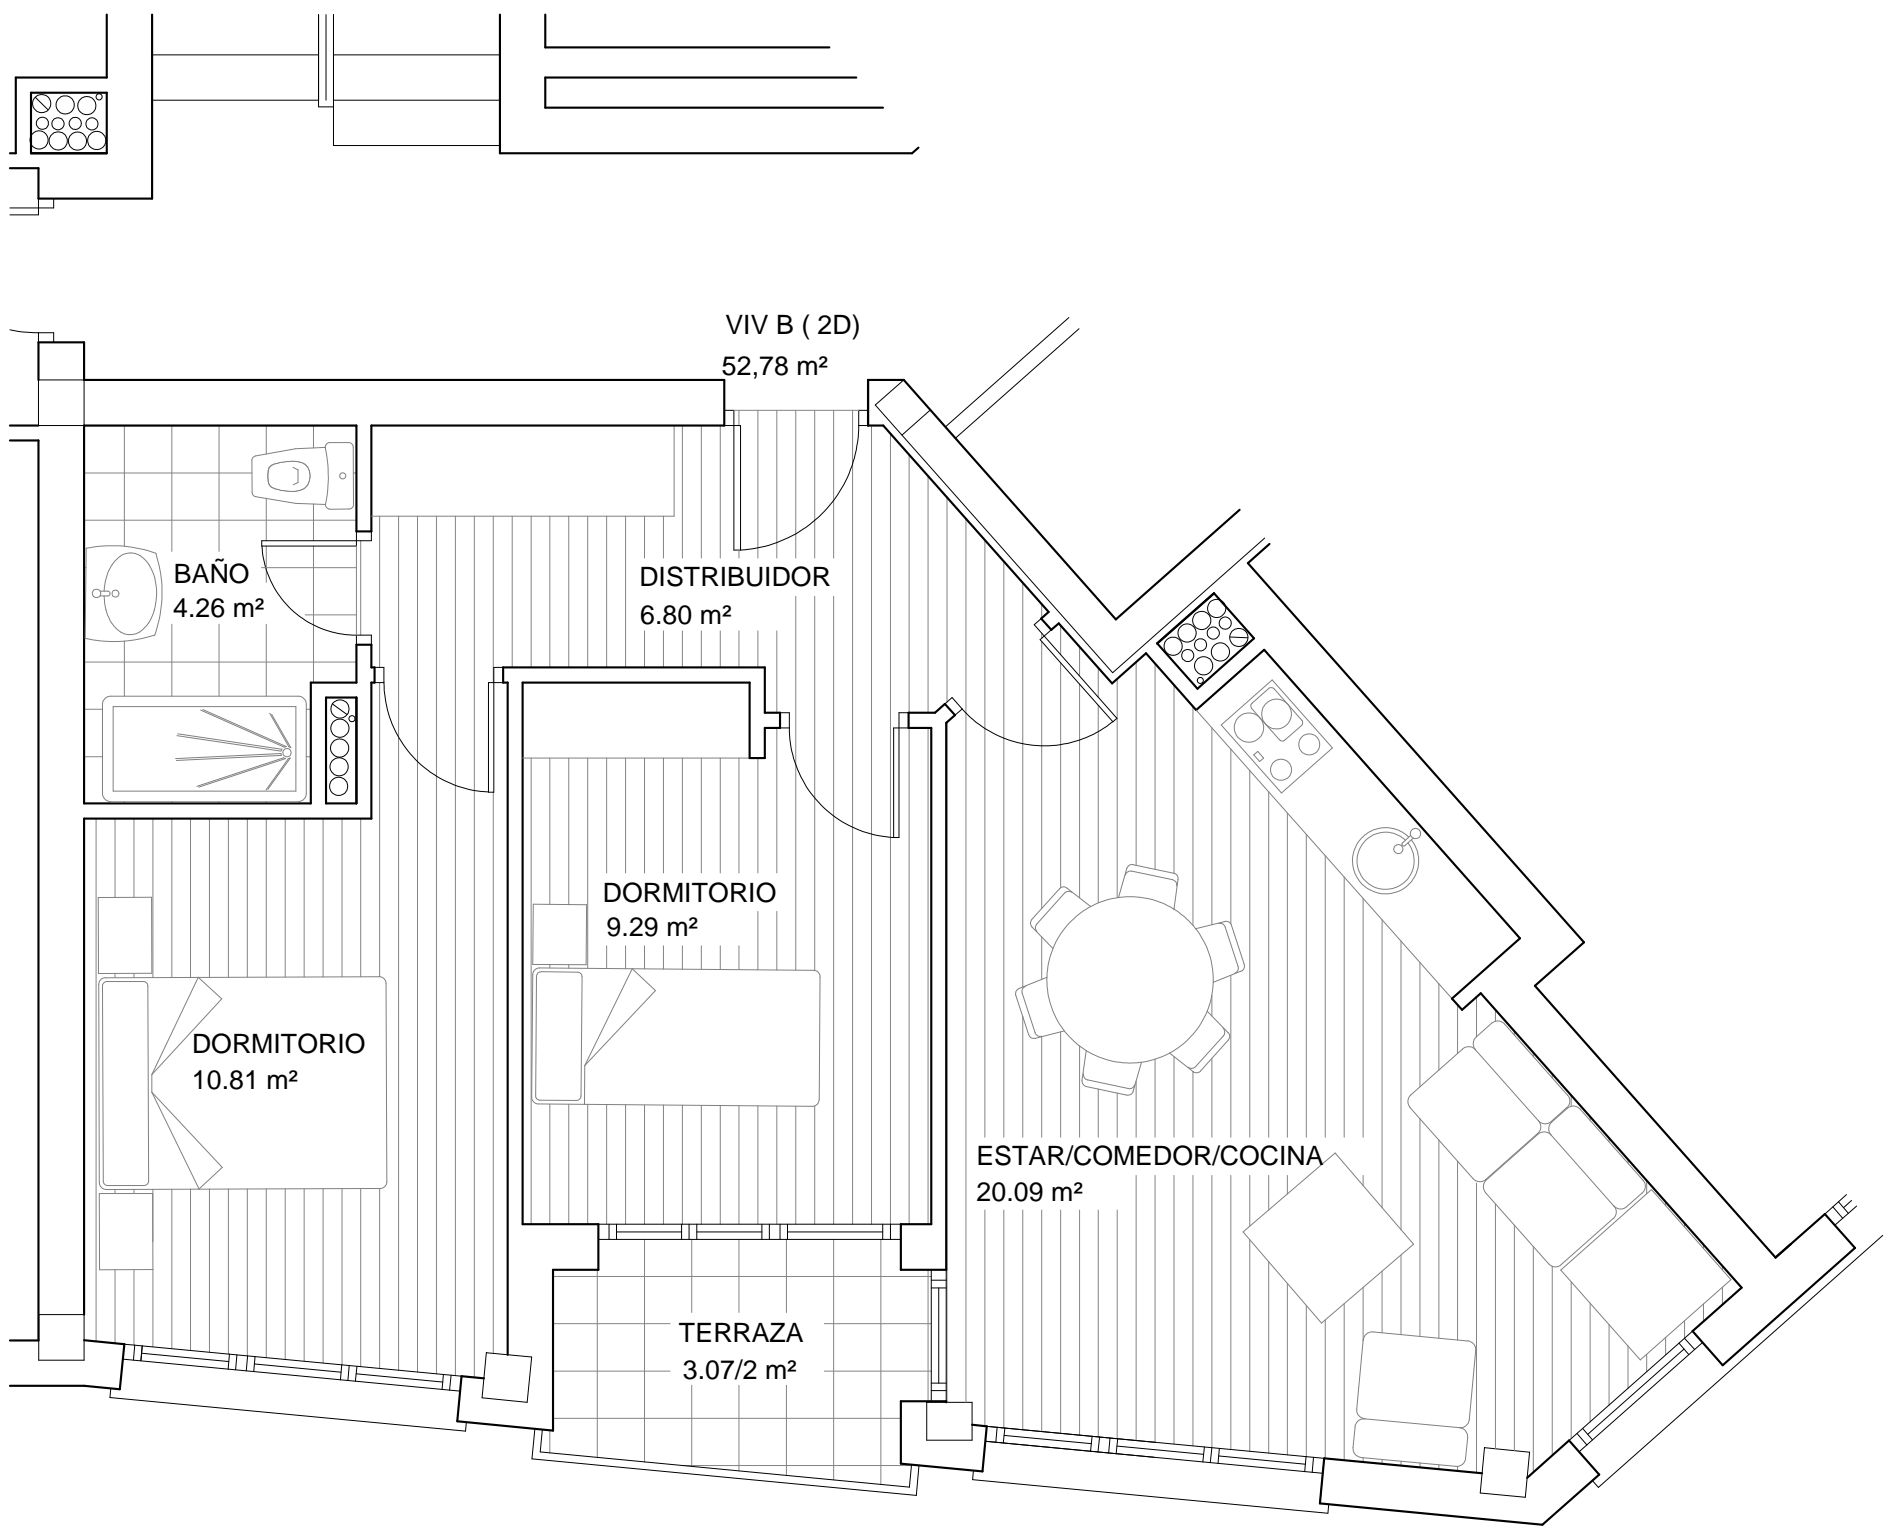 VIV B ( 2D)
52,78 m²
BAÑO
4.26 m²
DISTRIBUIDOR
6.80 m²
DORMITORIO
9.29 m²
DORMITORIO
10.81 m²
ESTAR/COMEDOR/COCINA
20.09 m²
TERRAZA
3.07/2 m²